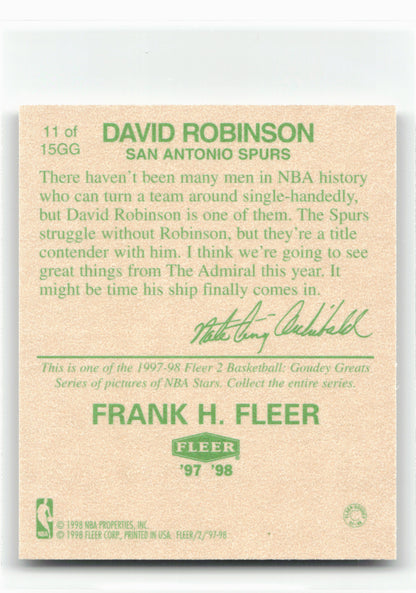 11 of
15GG
DAVID ROBINSON
SAN ANTONIO SPURS
There haven't been many men in NBA history
who can turn a team around single-handedly,
but David Robinson is one of them. The Spurs
struggle without Robinson, but they're a title
contender with him. I think we're going to see
great things from The Admiral this year. It
might be time his ship finally comes in.
Nate Tiny Archibald
This is one of the 1997-98 Fleer 2 Basketball: Goudey Greats
Series of pictures of NBA Stars. Collect the entire series.
FRANK H. FLEER
FLEER
'97 '98
© 1998 NBA PROPERTIES, INC.
© 1998 FLEER CORP., PRINTED IN USA. FLEER/2/'97-98